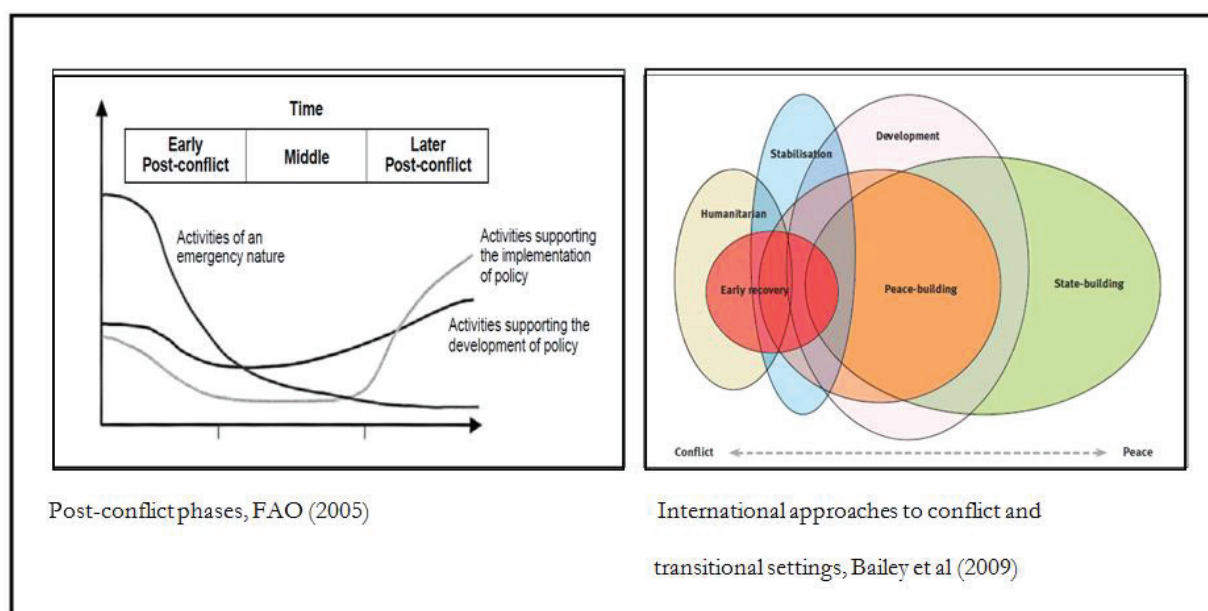 Time
Early
Post-conflict
Middle
Later
Post-conflict
Activities of an
emergency nature
Activities supporting
the implementation
of policy
Activities supporting the
development of policy
Post-conflict phases, FAO (2005)
Development
Stabilisation
Humanitarian
Early recovery
Peace-building
State-building
Conflict
Peace
International approaches to conflict and
transitional settings, Bailey et al (2009)